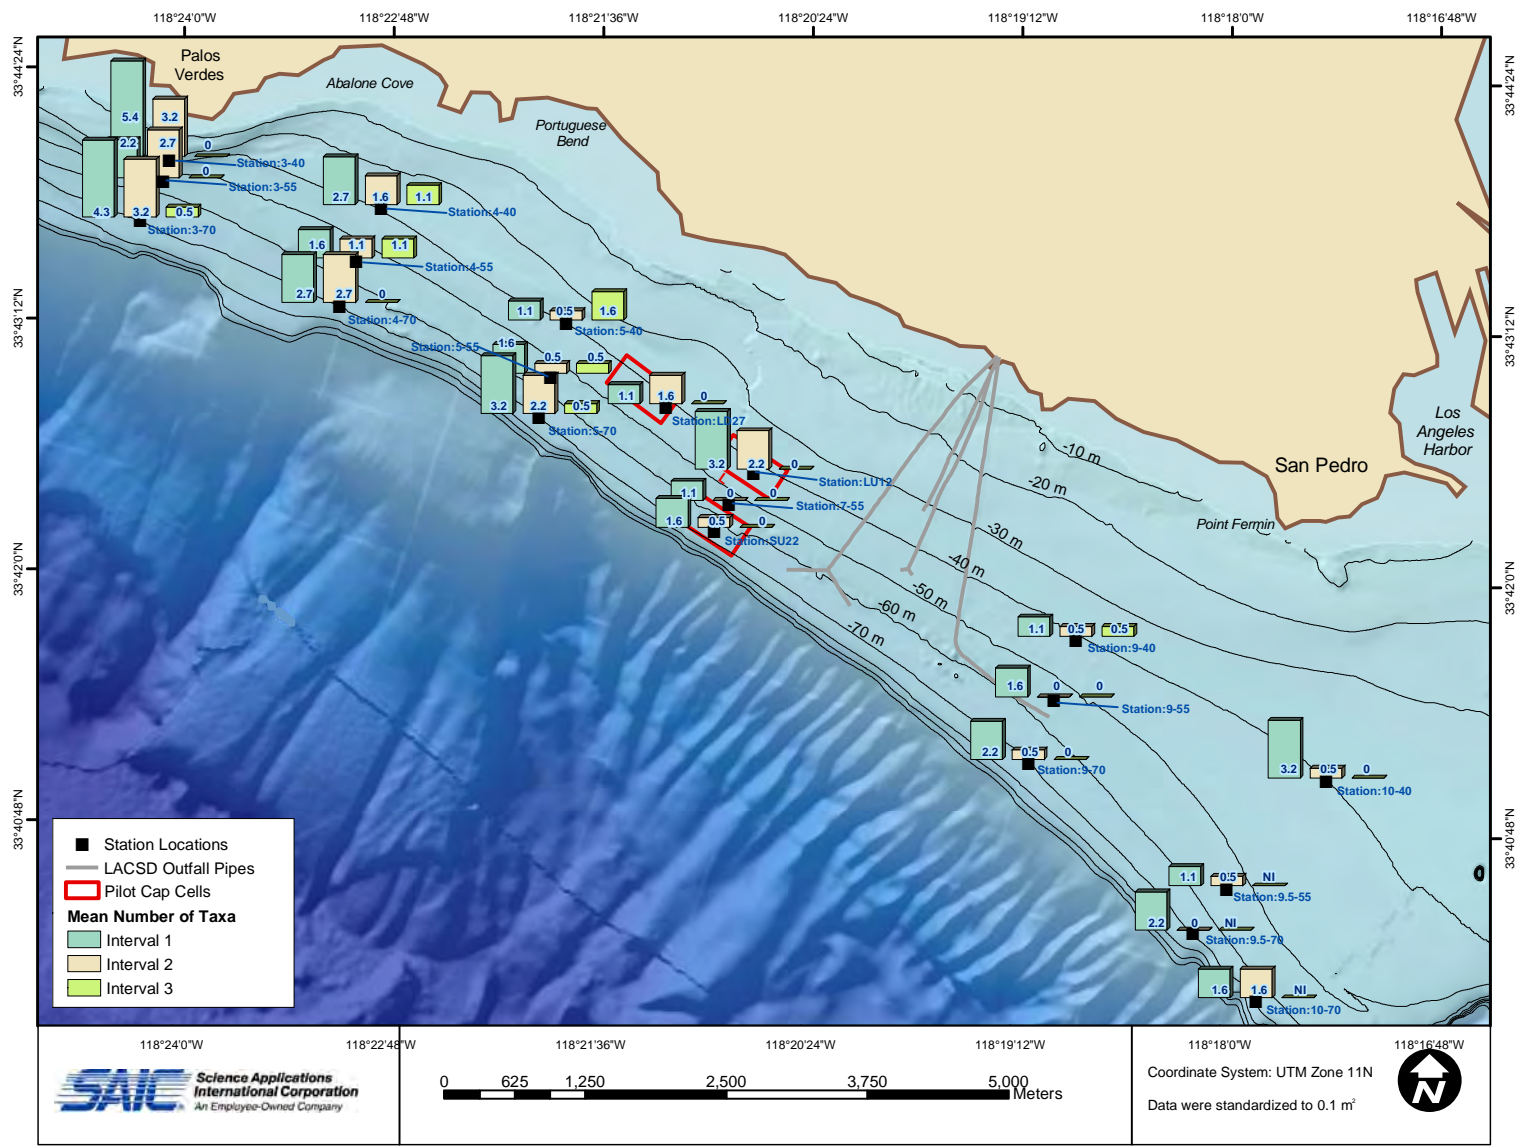 118°24'0"W
118°22'48"W
118°21'36"W
118°20'24"W
118°19'12"W
118°18'0"W
118°16'48"W
33°44'24"N
33°43'12"N
33°42'0"N
33°40'48"N
33°44'24"N
33°43'12"N
33°42'0"N
33°40'48"N
Palos
Verdes
Abalone Cove
Portuguese
Bend
5.4
3.2
0
Station:3-40
2.2
2.7
0
Station:3-55
4.3
3.2
0.5
Station:3-70
2.7
1.6
1.1
Station:4-40
1.6
1.1
1.1
Station:4-55
2.7
2.7
0
Station:4-70
1.1
0.5
1.6
Station:5-40
Station:5-55
1.6
0.5
0.5
3.2
2.2
0.5
Station:5-70
1.1
1.6
0
Station:LD27
3.2
2.2
0
Station:LU12
1.1
0
0
Station:7-55
1.6
0.5
0
Station:SU22
-10 m
-20 m
-30 m
-40 m
-50 m
-60 m
-70 m
San Pedro
Los
Angeles
Harbor
Point Fermin
1.1
0.5
0.5
Station:9-40
1.6
0
0
Station:9-55
2.2
0.5
0
Station:9-70
3.2
0.5
0
Station:10-40
1.1
0.5
NI
Station:9.5-55
2.2
0
NI
Station:9.5-70
1.6
1.6
NI
Station:10-70
Station Locations
LACSD Outfall Pipes
Pilot Cap Cells
Mean Number of Taxa
Interval 1
Interval 2
Interval 3
118°24'0"W
118°22'48"W
118°21'36"W
118°20'24"W
118°19'12"W
118°18'0"W
118°16'48"W
SAIC
Science Applications
International Corporation
An Employee-Owned Company
0 625 1,250 2,500 3,750 5,000
Meters
Coordinate System: UTM Zone 11N
Data were standardized to 0.1 m²
N